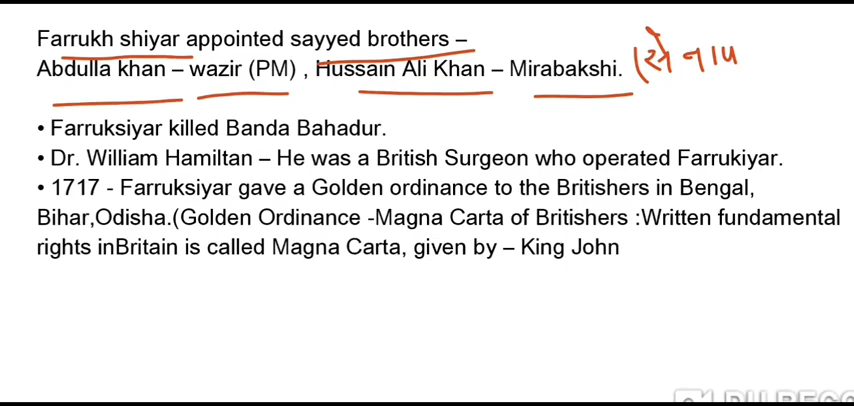 Farrukh shiyar appointed sayyed brothers –
Abdulla khan – wazir (PM) , Hussain Ali Khan – Mirabakshi.
• Farruksiyar killed Banda Bahadur.
• Dr. William Hamiltan – He was a British Surgeon who operated Farrukiyar.
• 1717 - Farruksiyar gave a Golden ordinance to the Britishers in Bengal,
Bihar,Odisha.(Golden Ordinance -Magna Carta of Britishers :Written fundamental
rights inBritain is called Magna Carta, given by – King John